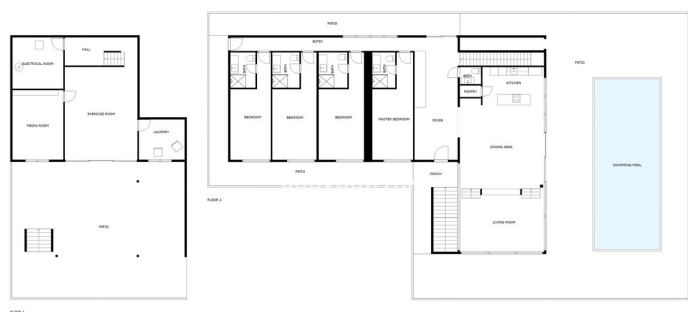 HALL
ELECTRICAL ROOM
EXERCISE ROOM
MEDIA ROOM
LAUNDRY
PATIO
FLOOR 1
PATIO
ENTRY
BATH
BATH
BATH
BATH
BEDROOM
BEDROOM
BEDROOM
MASTER BEDROOM
FOYER
BATH
PANTRY
KITCHEN
DINING AREA
PATIO
PORCH
LIVING ROOM
FLOOR 2
PATIO
SWIMMING POOL